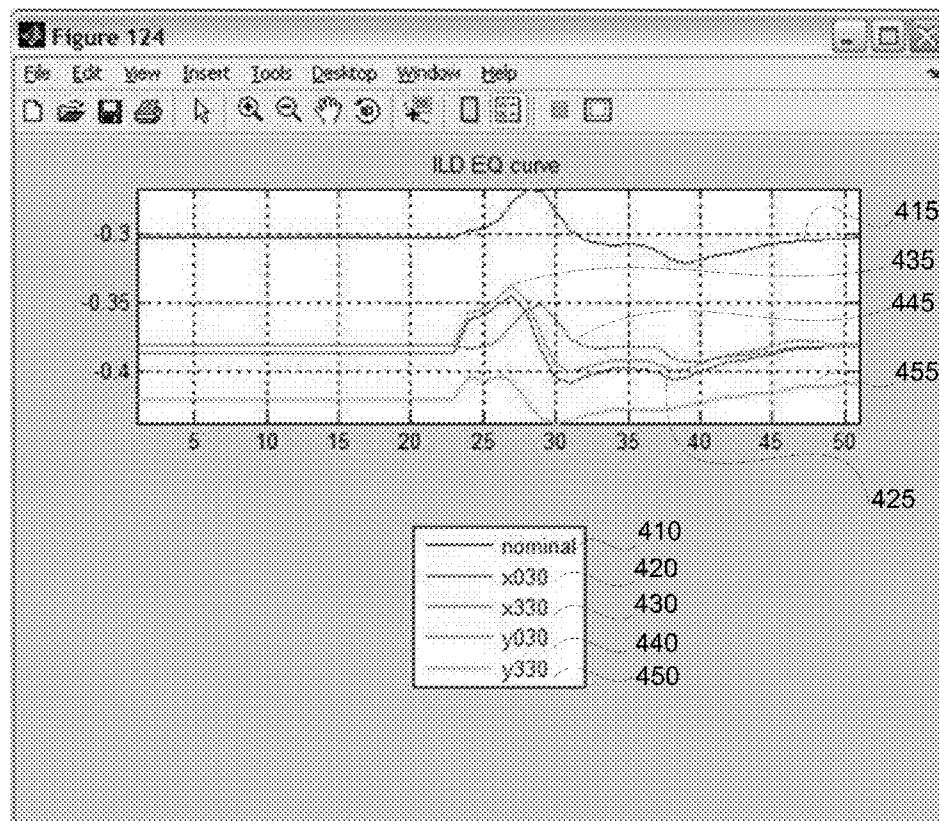 Figure 124
File Edit View Insert Tools Desktop Window Help
ILD EQ curve
415
-0.3
435
-0.35
445
-0.4
455
5 10 15 20 25 30 35 40 45 50
425
nominal 410
x030 420
x330 430
y030 440
y330 450